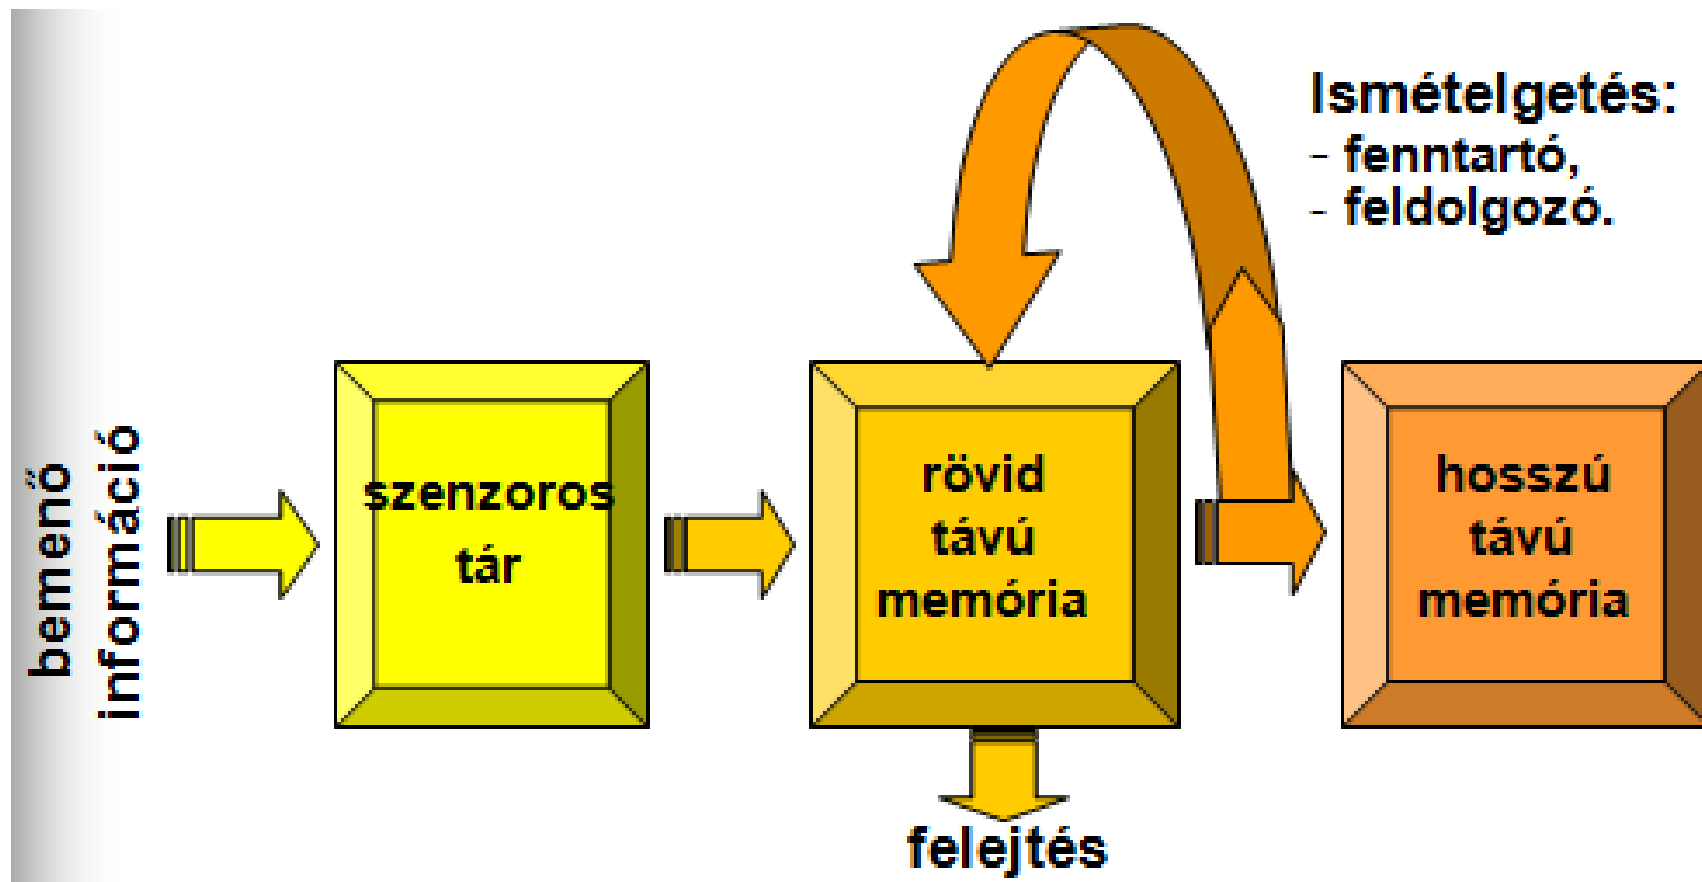 bemenő
információ
szenzoros
tár
rövid
távú
memória
hosszú
távú
memória
Ismételgetés:
- fenntartó,
- feldolgozó.
felejtés